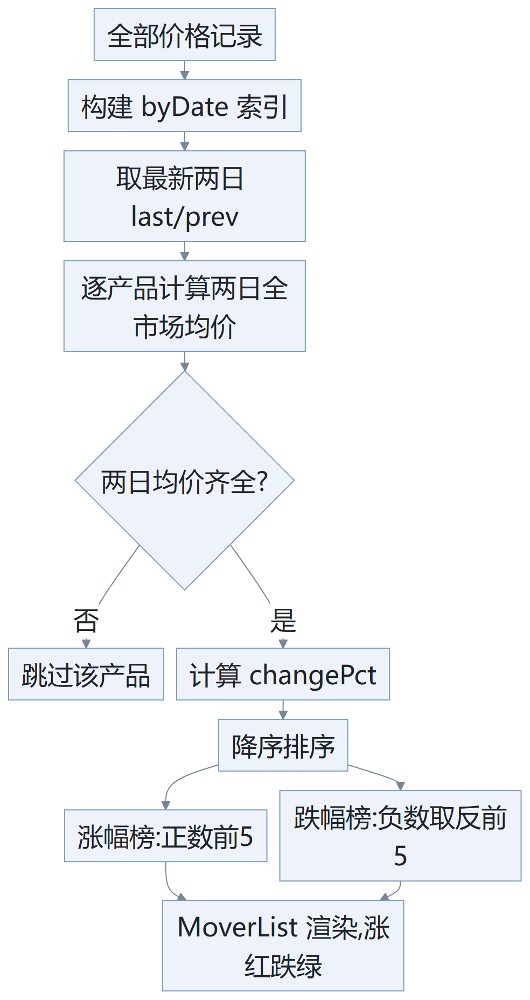 全部价格记录
构建 byDate 索引
取最新两日
last/prev
逐产品计算两日全
市场均价
两日均价齐全?
否
是
跳过该产品
计算 changePct
降序排序
涨幅榜:正数前5
跌幅榜:负数取反前
5
MoverList 渲染,涨
红跌绿